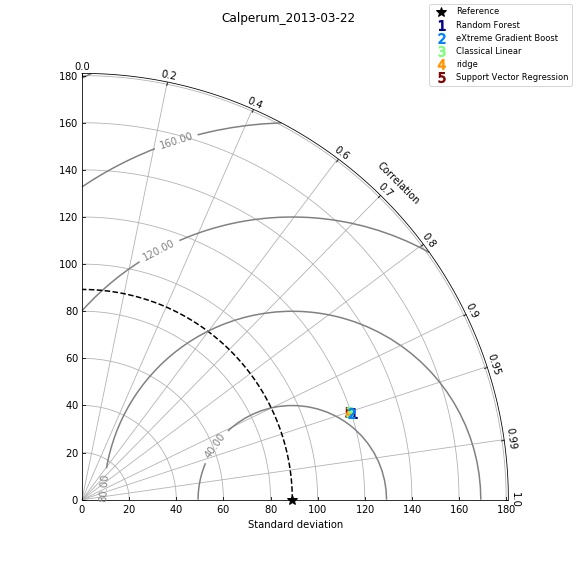 Calperum_2013-03-22
Reference
1 Random Forest
2 eXtreme Gradient Boost
3 Classical Linear
4 ridge
5 Support Vector Regression
0.0
0.2
0.4
0.6
0.7
0.8
0.9
0.95
0.99
1.0
Correlation
180
160
140
120
100
80
60
40
20
0
160.00
120.00
40.00
0 20 40 60 80 100 120 140 160 180
Standard deviation